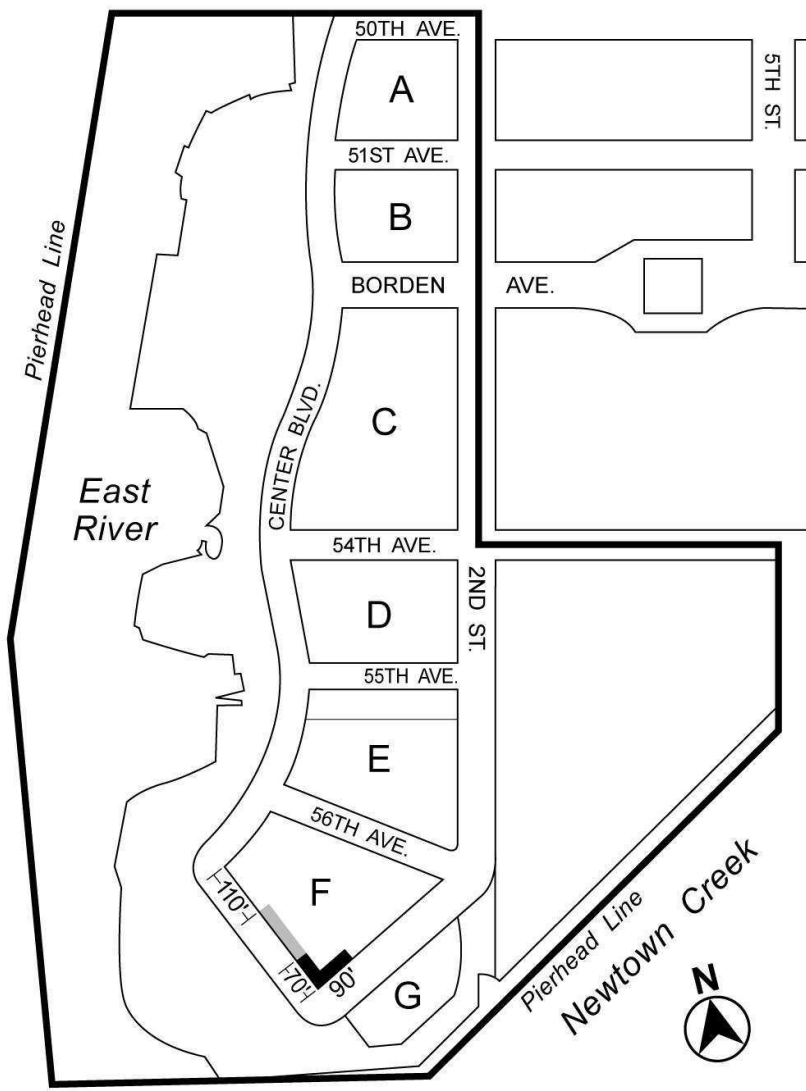 50TH AVE.
A
5TH ST.
51ST AVE.
B
Pierhead Line
BORDEN AVE.
CENTER BLVD.
C
East
River
54TH AVE.
2ND ST.
D
55TH AVE.
E
56TH AVE.
F
110'
70'
90'
G
Pierhead Line
Newtown Creek
N